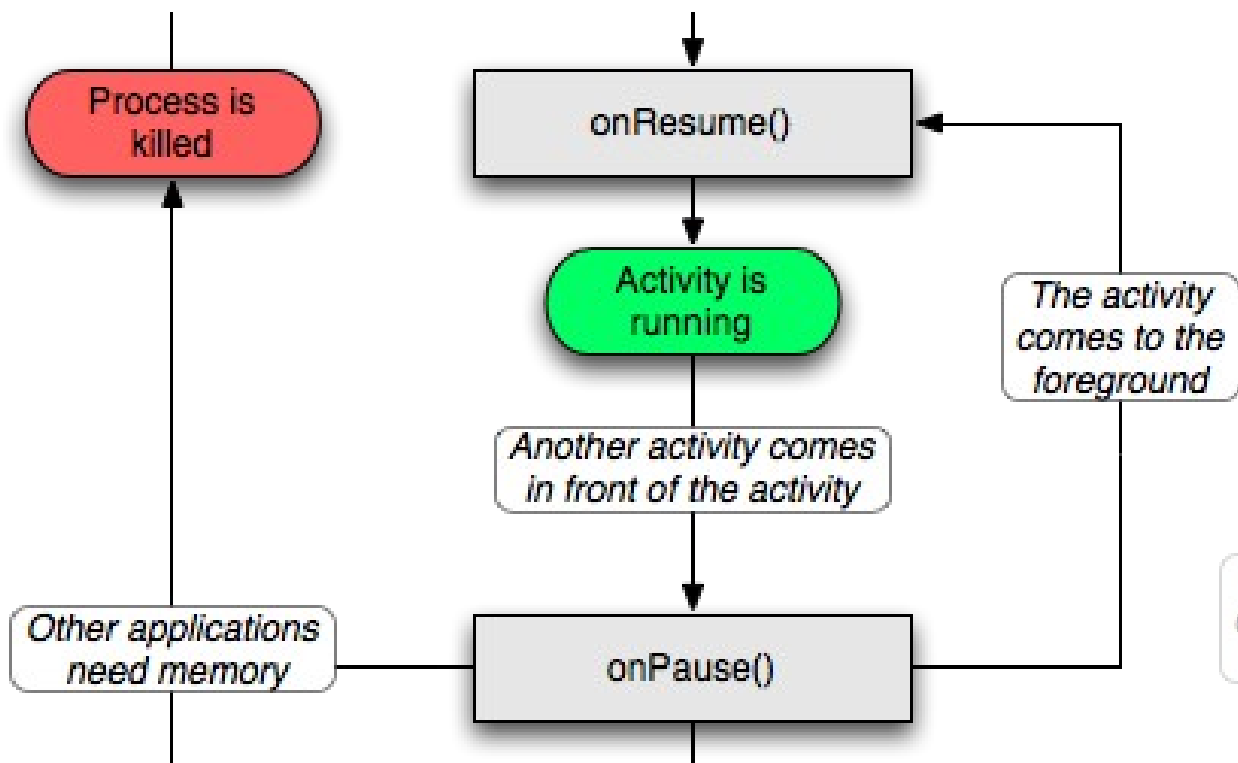 Process is
killed
onResume()
Activity is
running
The activity
comes to the
foreground
Another activity comes
in front of the activity
Other applications
need memory
onPause()